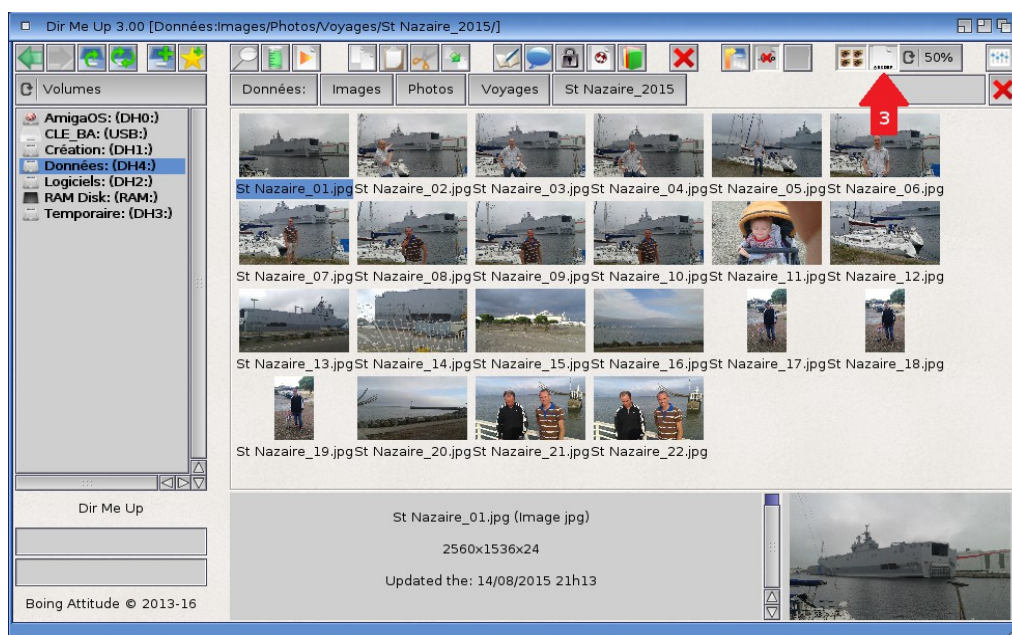 Dir Me Up 3.00 [Données:Images/Photos/Voyages/St Nazaire_2015/]
50%
Volumes
Données: Images Photos Voyages St Nazaire_2015
3
AmigaOS: (DH0:)
CLE_BA: (USB:)
Création: (DH1:)
Données: (DH4:)
Logiciels: (DH2:)
RAM Disk: (RAM:)
Temporaire: (DH3:)
St Nazaire_01.jpg St Nazaire_02.jpg St Nazaire_03.jpg St Nazaire_04.jpg St Nazaire_05.jpg St Nazaire_06.jpg
St Nazaire_07.jpg St Nazaire_08.jpg St Nazaire_09.jpg St Nazaire_10.jpg St Nazaire_11.jpg St Nazaire_12.jpg
St Nazaire_13.jpg St Nazaire_14.jpg St Nazaire_15.jpg St Nazaire_16.jpg St Nazaire_17.jpg St Nazaire_18.jpg
St Nazaire_19.jpg St Nazaire_20.jpg St Nazaire_21.jpg St Nazaire_22.jpg
Dir Me Up
Boing Attitude © 2013-16
St Nazaire_01.jpg (Image jpg)
2560x1536x24
Updated the: 14/08/2015 21h13